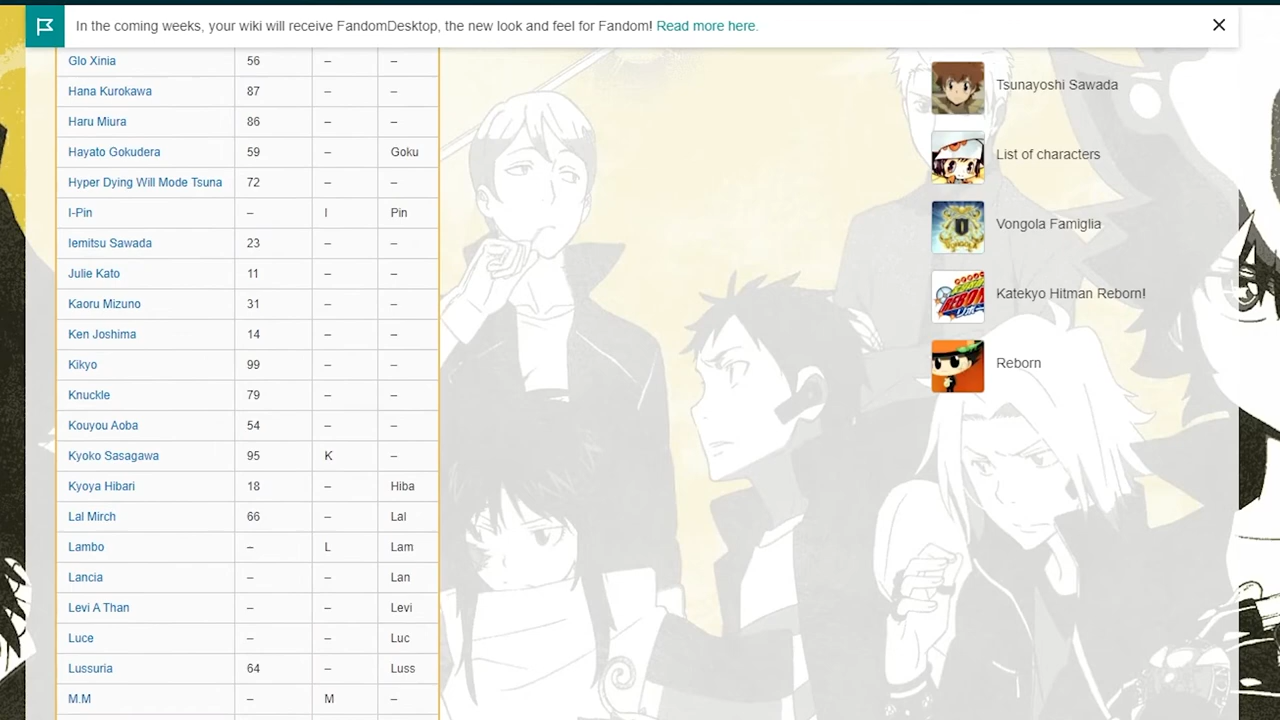 In the coming weeks, your wiki will receive FandomDesktop, the new look and feel for Fandom! Read more here.
Glo Xinia 56 – –
Hana Kurokawa 87 – –
Haru Miura 86 – –
Hayato Gokudera 59 – Goku
Hyper Dying Will Mode Tsuna 72 – –
I-Pin – I Pin
Iemitsu Sawada 23 – –
Julie Kato 11 – –
Kaoru Mizuno 31 – –
Ken Joshima 14 – –
Kikyo 99 – –
Knuckle 79 – –
Kouyou Aoba 54 – –
Kyoko Sasagawa 95 K –
Kyoya Hibari 18 – Hiba
Lal Mirch 66 – Lal
Lambo – L Lam
Lancia – – Lan
Levi A Than – – Levi
Luce – – Luc
Lussuria 64 – Luss
M.M – M –
Tsunayoshi Sawada
List of characters
Vongola Famiglia
Katekyo Hitman Reborn!
Reborn